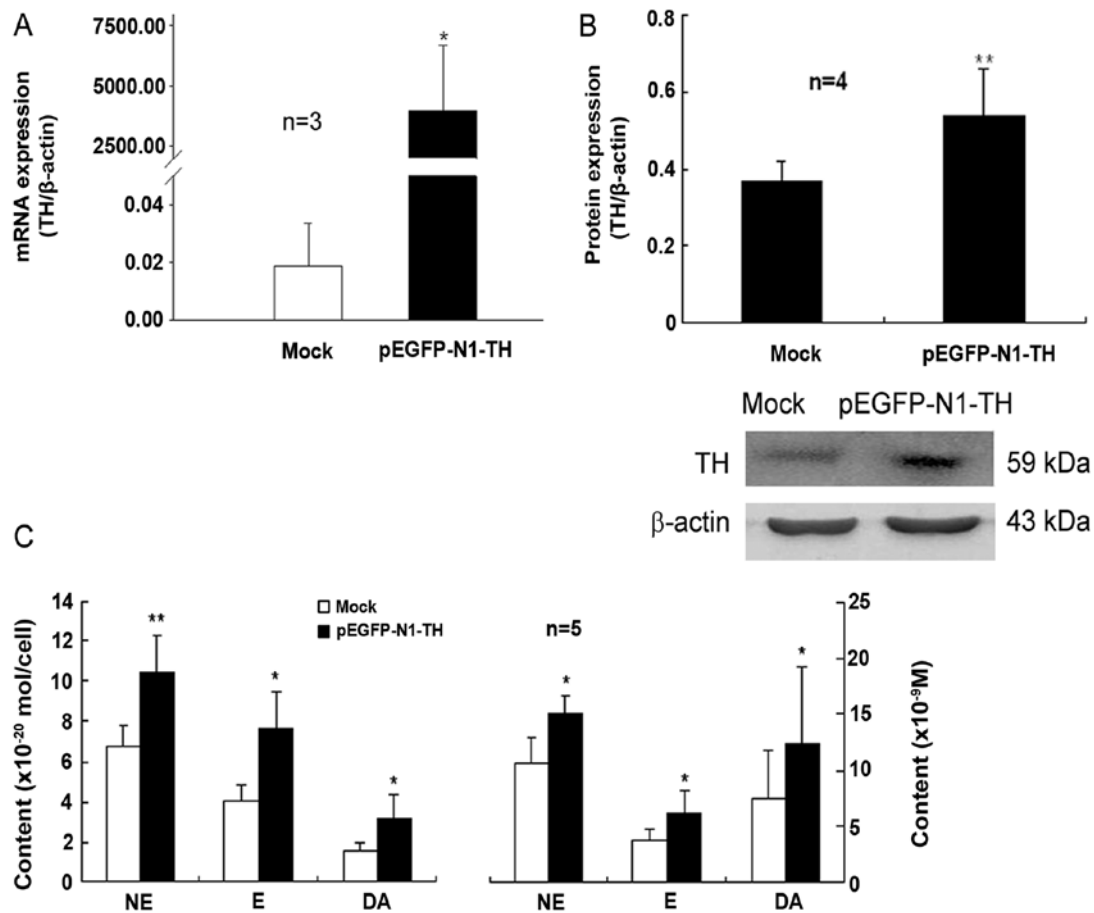 A
7500.00
5000.00
2500.00
0.04
0.02
0.00
mRNA expression
(TH/β-actin)
n=3
*
Mock pEGFP-N1-TH
B
0.8
0.6
0.4
0.2
0
Protein expression
(TH/β-actin)
n=4
**
Mock pEGFP-N1-TH
Mock pEGFP-N1-TH
TH 59 kDa
β-actin 43 kDa
C
14
12
10
8
6
4
2
0
Content (x10⁻²⁰ mol/cell)
Mock
pEGFP-N1-TH
** * *
NE E DA
n=5
* * *
NE E DA
25
20
15
10
5
0
Content (x10⁻⁹M)